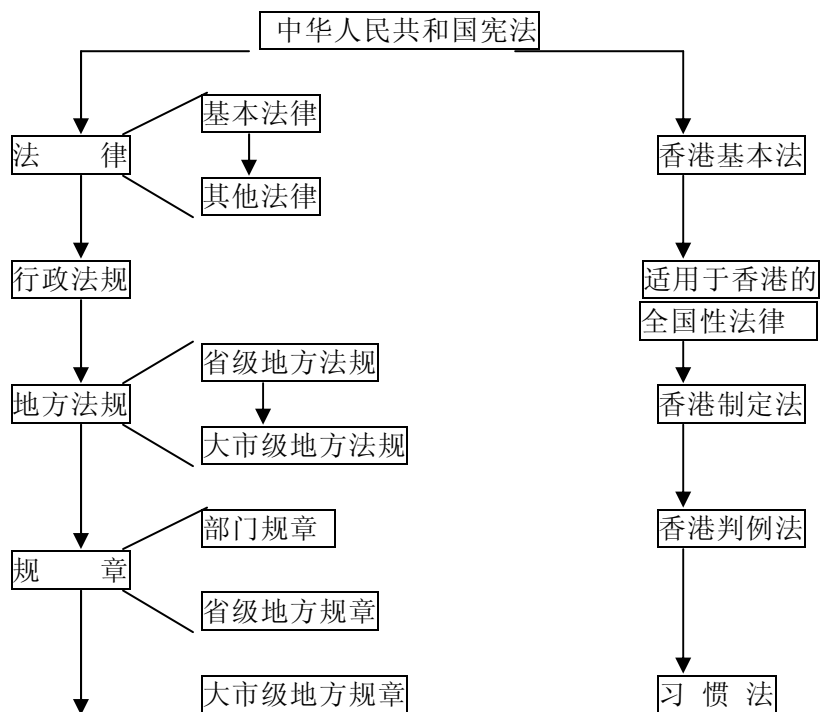 中华人民共和国宪法
基本法律
法 律
香港基本法
其他法律
行政法规
适用于香港的
全国性法律
省级地方法规
地方法规
香港制定法
大市级地方法规
部门规章
香港判例法
规 章
省级地方规章
大市级地方规章
习 惯 法